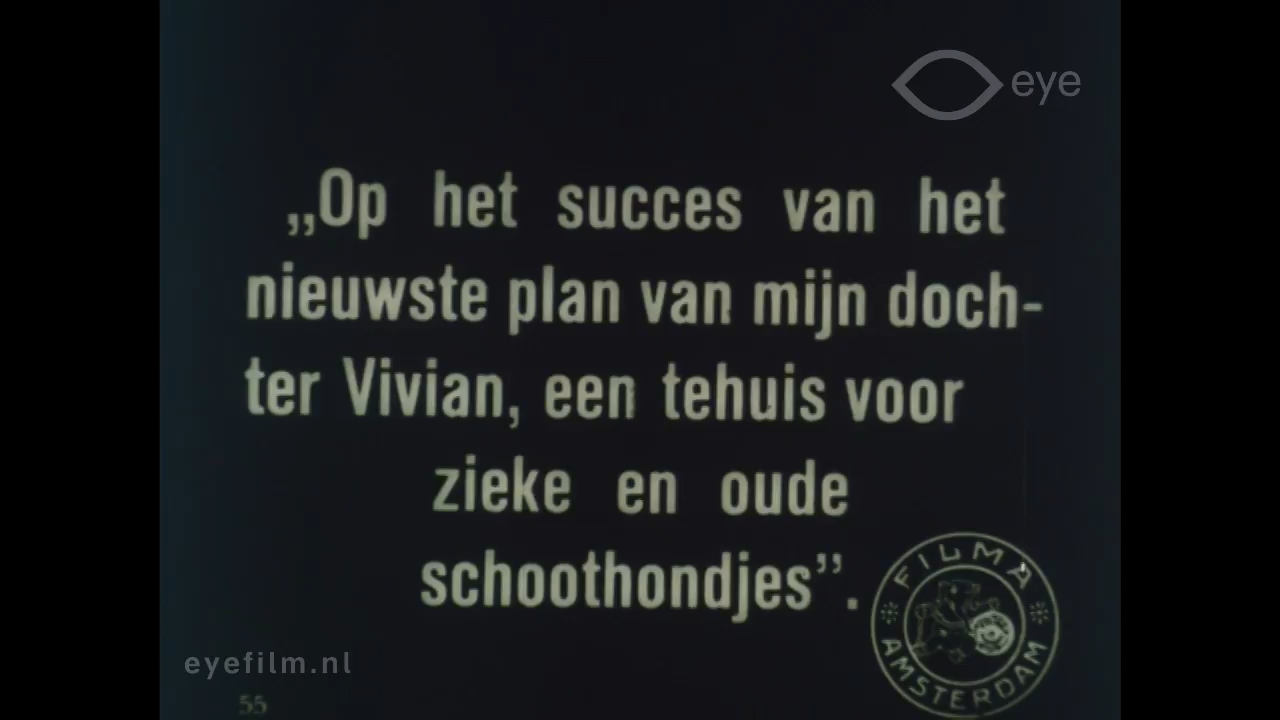 eye
„Op het succes van het
nieuwste plan van mijn doch-
ter Vivian, een tehuis voor
zieke en oude
schoothondjes”.
FILMA
AMSTERDAM
eyefilm.nl
55